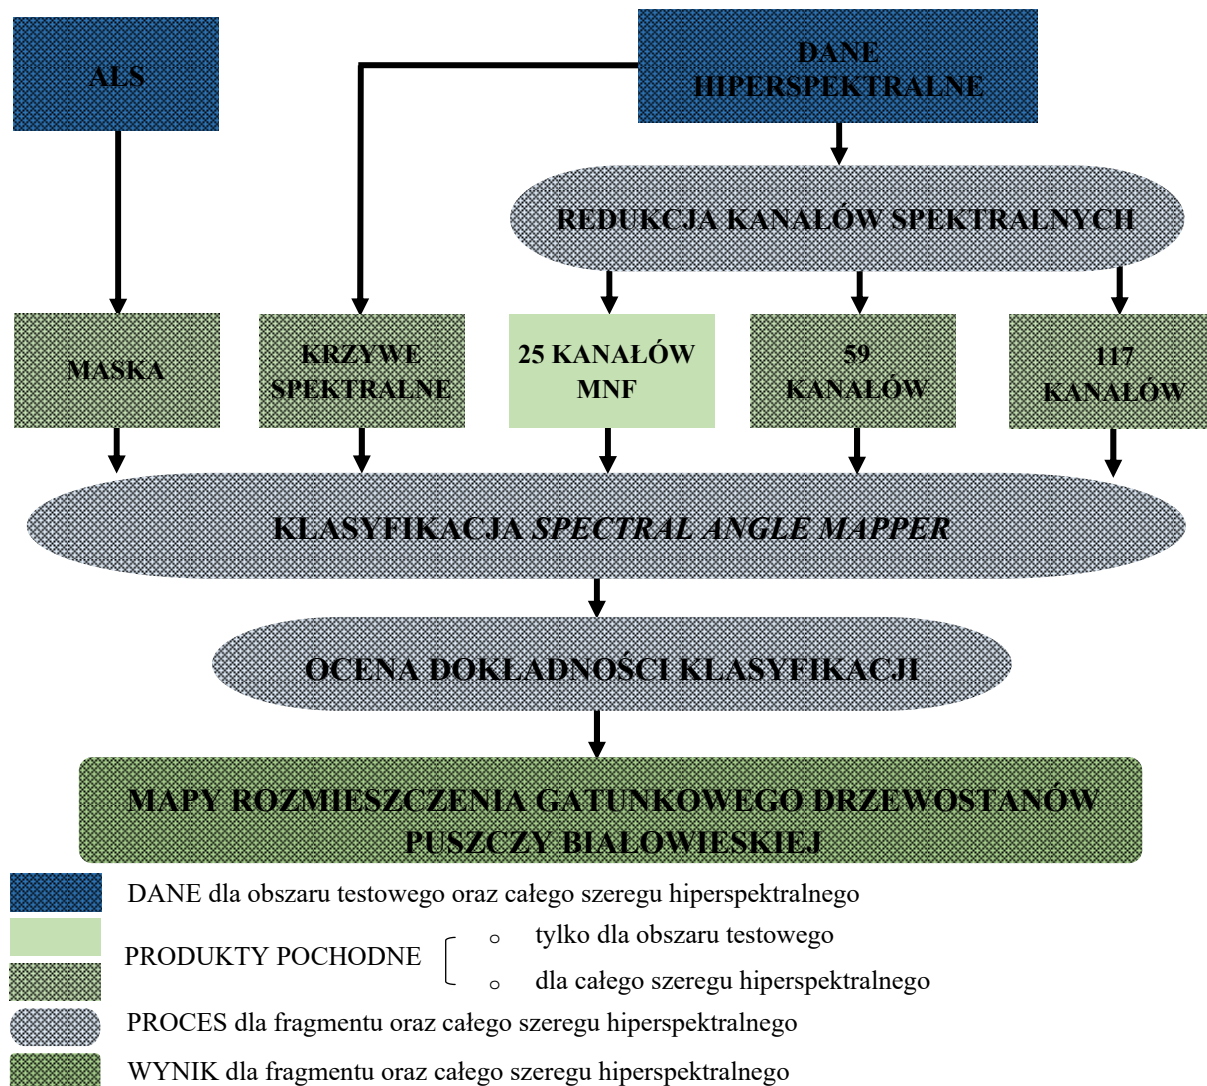 ALS
DANE
HIPERSPEKTRALNE
REDUKCJA KANAŁÓW SPEKTRALNYCH
MASKA
KRZYWE
SPEKTRALNE
25 KANAŁÓW
MNF
59
KANAŁÓW
117
KANAŁÓW
KLASYFIKACJA SPECTRAL ANGLE MAPPER
OCENA DOKŁADNOŚCI KLASYFIKACJI
MAPY ROZMIESZCZENIA GATUNKOWEGO DRZEWOSTANÓW
PUSZCZY BIAŁOWIESKIEJ
DANE dla obszaru testowego oraz całego szeregu hiperspektralnego
PRODUKTY POCHODNE
tylko dla obszaru testowego
dla całego szeregu hiperspektralnego
PROCES dla fragmentu oraz całego szeregu hiperspektralnego
WYNIK dla fragmentu oraz całego szeregu hiperspektralnego